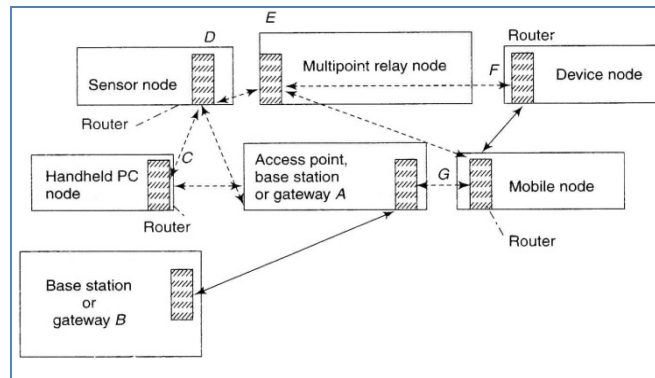 E
D
Router
Sensor node
Multipoint relay node
F
Device node
Router
C
Handheld PC
node
Access point,
base station
or gateway A
G
Mobile node
Router
Router
Base station
or
gateway B